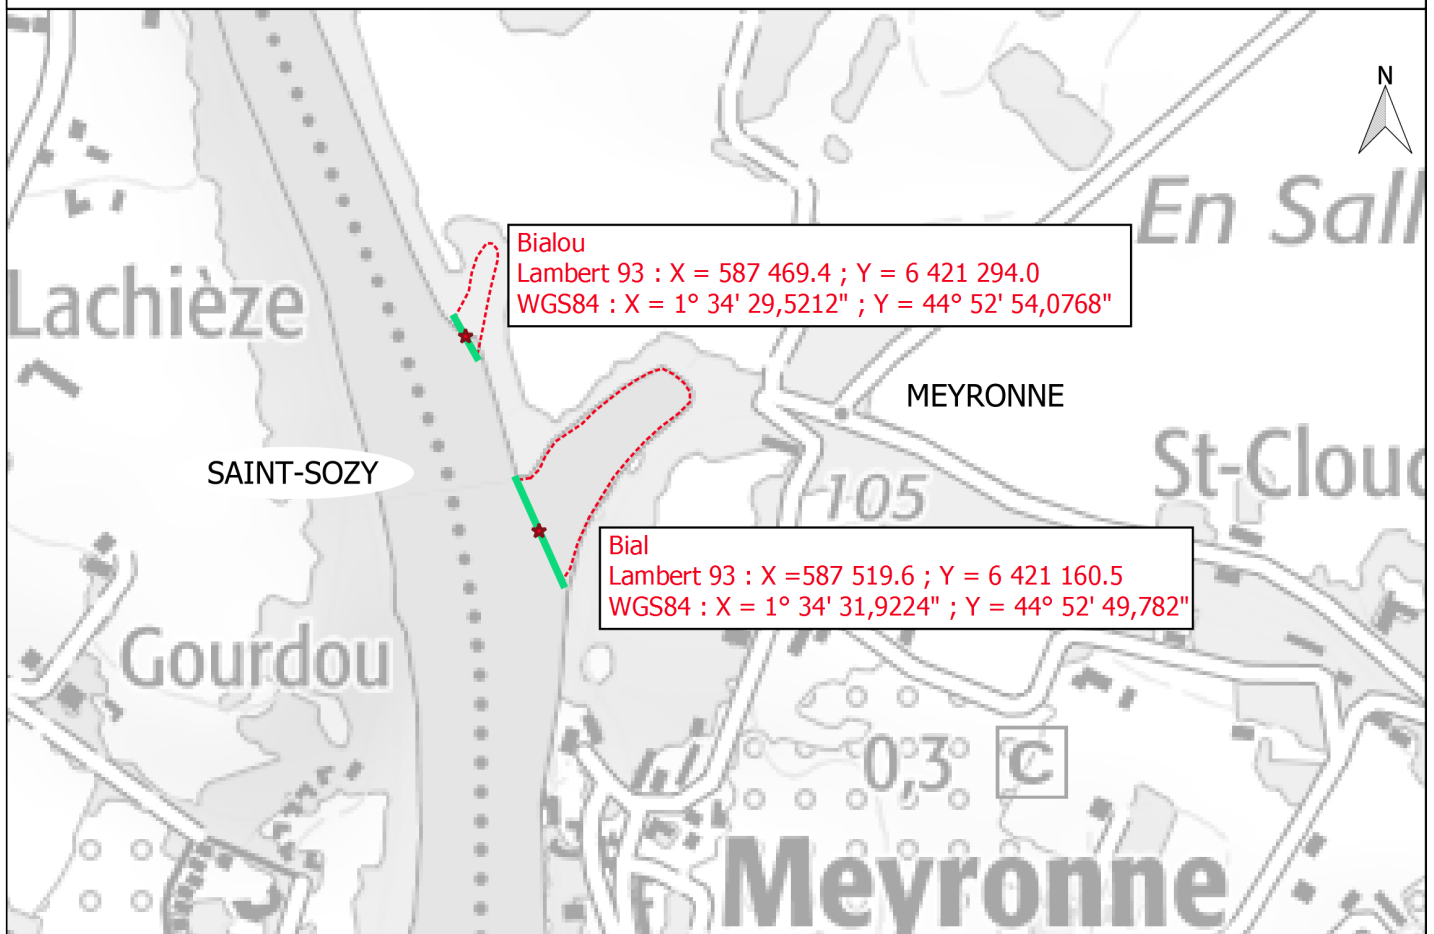 N
En Sall
Bialou
Lambert 93 : X = 587 469.4 ; Y = 6 421 294.0
WGS84 : X = 1° 34' 29,5212" ; Y = 44° 52' 54,0768"
Lachièze
MEYRONNE
SAINT-SOZY
St-Cloud
105
Bial
Lambert 93 : X =587 519.6 ; Y = 6 421 160.5
WGS84 : X = 1° 34' 31,9224" ; Y = 44° 52' 49,782"
Gourdou
0,3
C
Meyronne